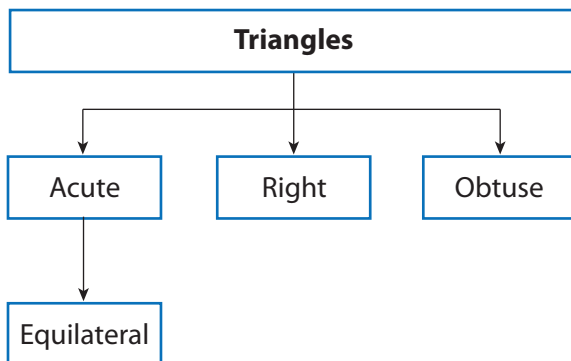 Triangles
Acute
Right
Obtuse
Equilateral